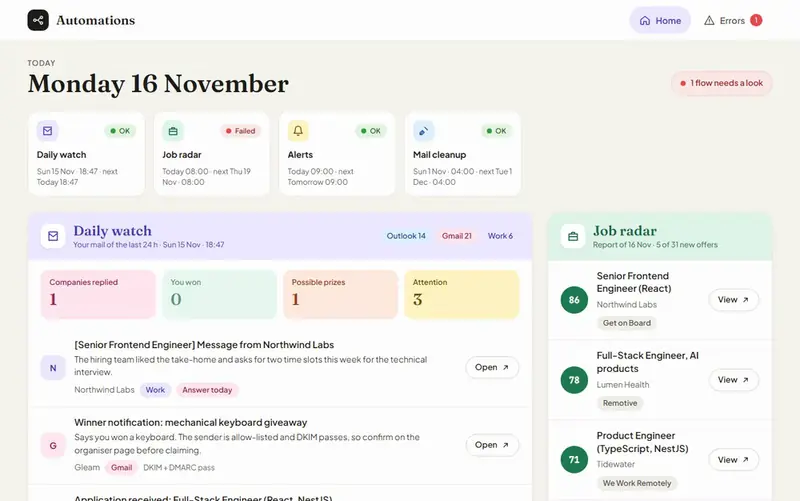 Automations
Home
Errors
1
TODAY
Monday 16 November
1 flow needs a look
OK
Daily watch
Sun 15 Nov · 18:47 · next
Today 18:47
Failed
Job radar
Today 08:00 · next Thu 19
Nov · 08:00
OK
Alerts
Today 09:00 · next
Tomorrow 09:00
OK
Mail cleanup
Sun 1 Nov · 04:00 · next Tue 1
Dec · 04:00
Daily watch
Your mail of the last 24 h · Sun 15 Nov · 18:47
Outlook 14
Gmail 21
Work 6
Companies replied
1
You won
0
Possible prizes
1
Attention
3
N
[Senior Frontend Engineer] Message from Northwind Labs
The hiring team liked the take-home and asks for two time slots this week for the technical
interview.
Northwind Labs
Work
Answer today
Open ↗
G
Winner notification: mechanical keyboard giveaway
Says you won a keyboard. The sender is allow-listed and DKIM passes, so confirm on the
organiser page before claiming.
Gleam
Gmail
DKIM + DMARC pass
Open ↗
Application received: Full-Stack Engineer (React, NestJS)
Job radar
Report of 16 Nov · 5 of 31 new offers
86
Senior Frontend
Engineer (React)
Northwind Labs
Get on Board
View ↗
78
Full-Stack Engineer, AI
products
Lumen Health
Remotive
View ↗
71
Product Engineer
(TypeScript, NestJS)
Tidewater
We Work Remotely
View ↗